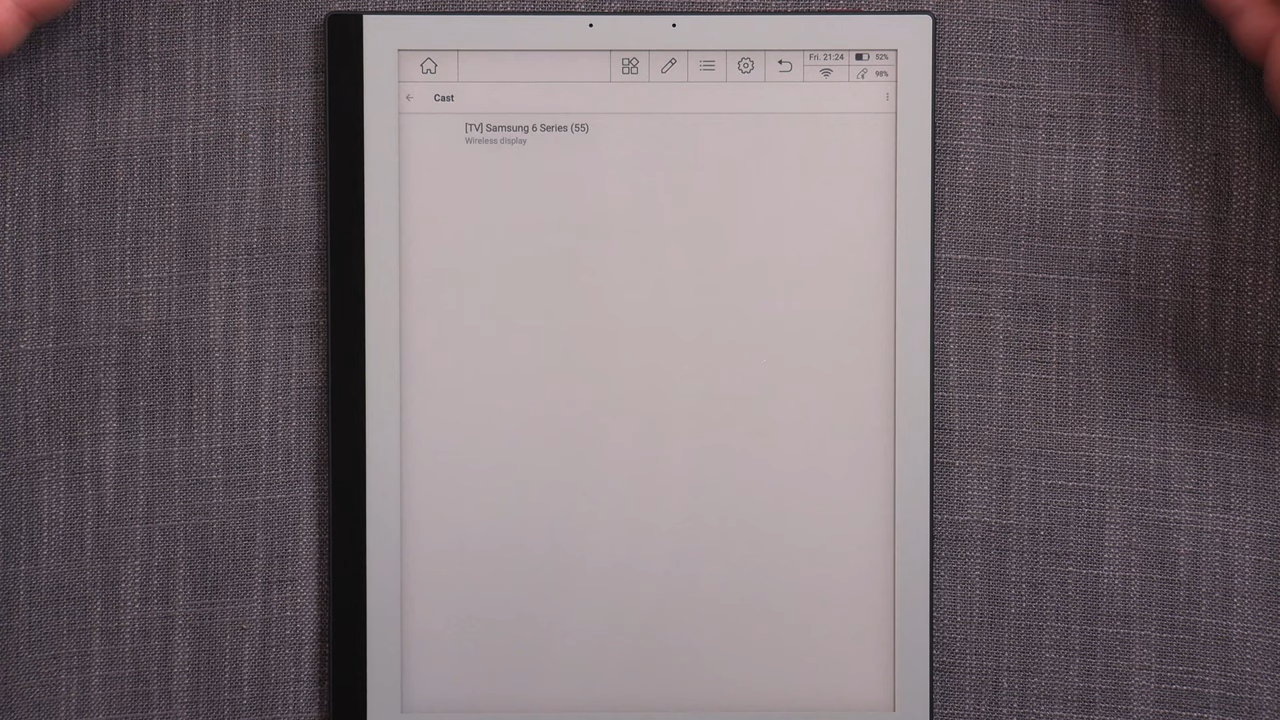 Fri. 21:24
52%
98%
Cast
[TV] Samsung 6 Series (55)
Wireless display